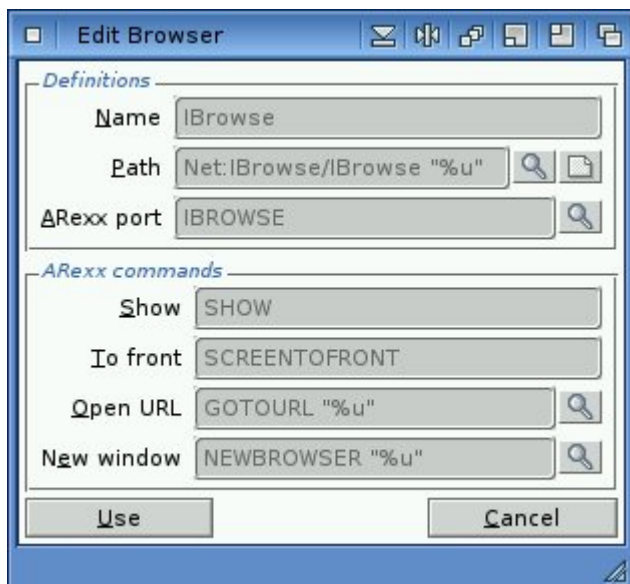 Edit Browser
Definitions
Name IBrowse
Path Net:IBrowse/IBrowse "%u"
ARexx port IBROWSE
ARexx commands
Show SHOW
To front SCREENTOFRONT
Open URL GOTOURL "%u"
New window NEWBROWSER "%u"
Use Cancel